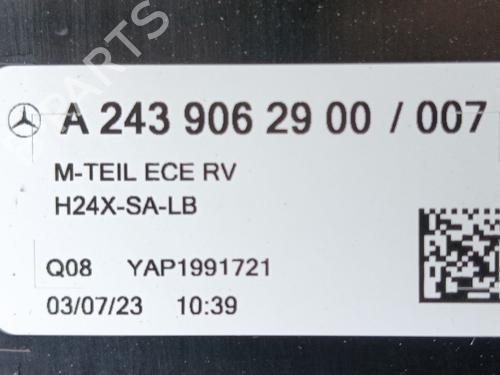 PARTS
A 243 906 29 00 / 007
M-TEIL ECE RV
H24X-SA-LB
Q08 YAP1991721
03/07/23 10:39